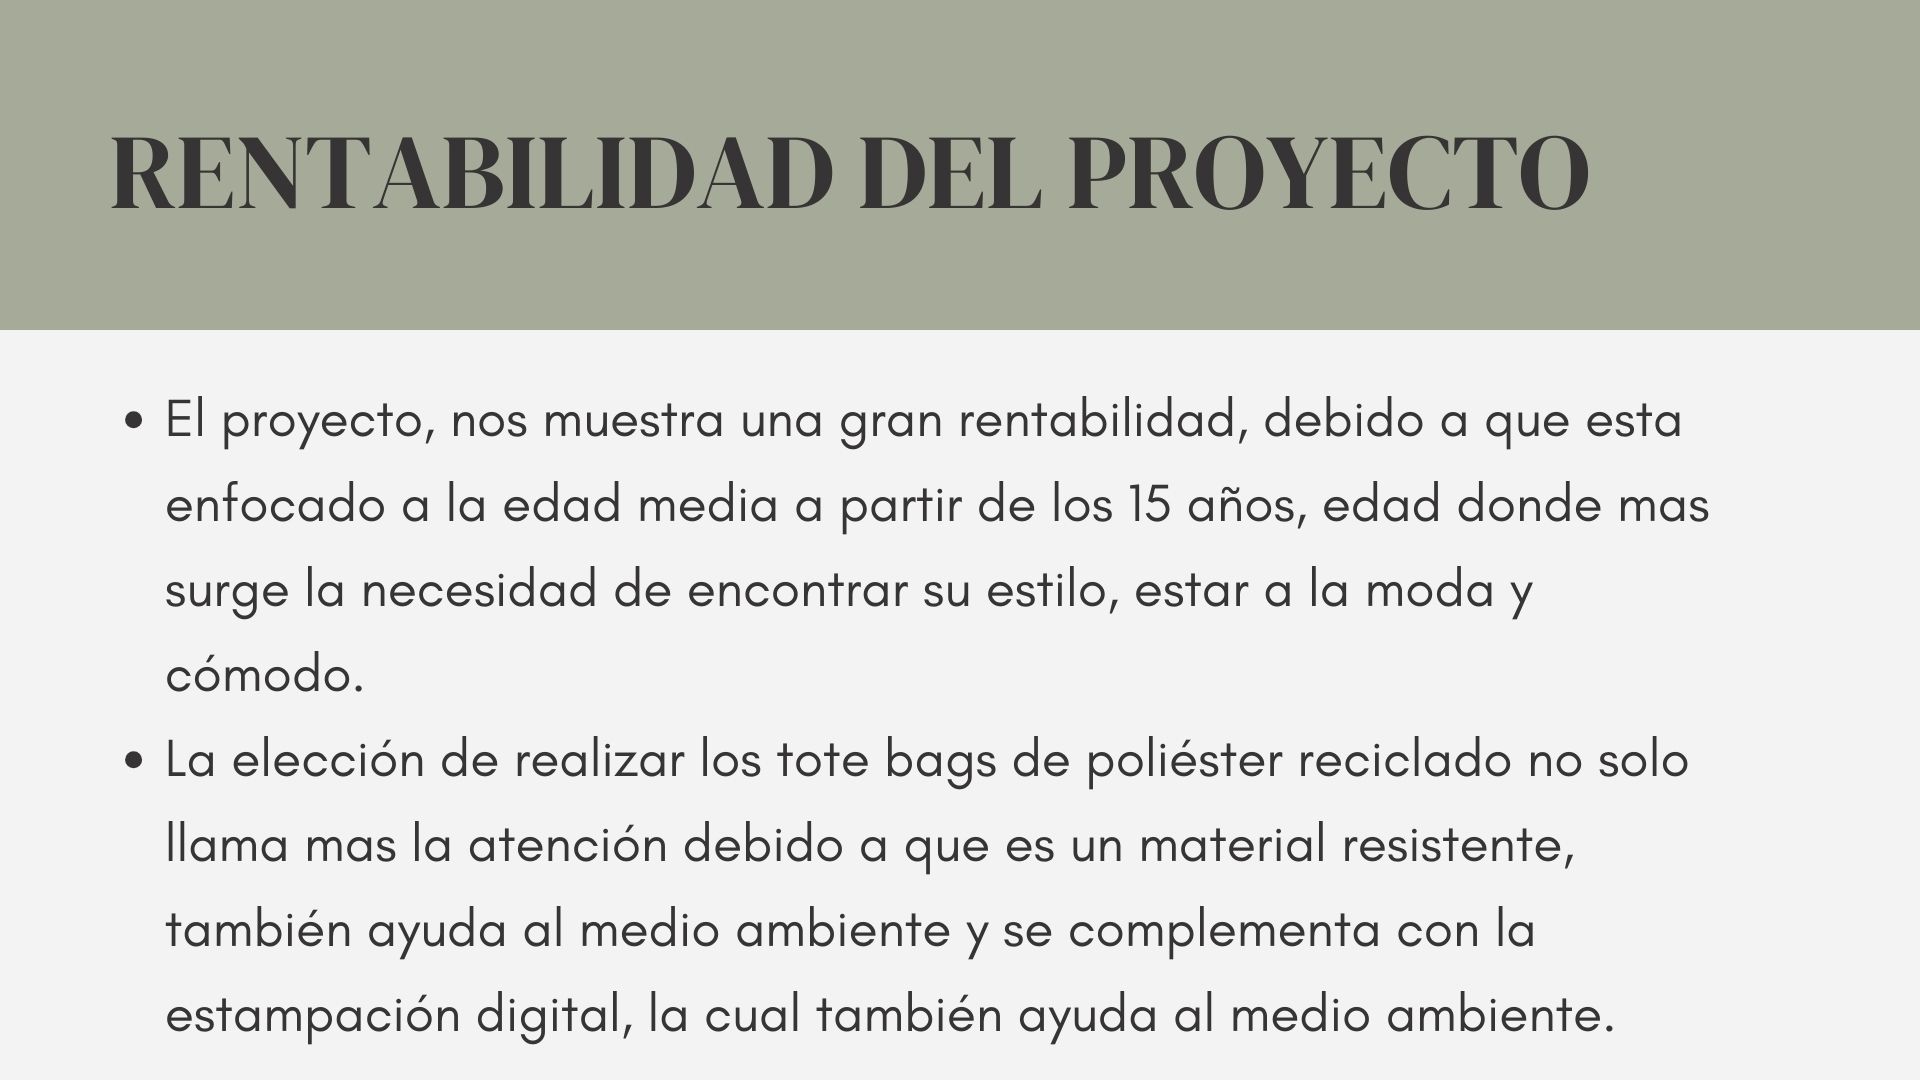 RENTABILIDAD DEL PROYECTO
• El proyecto, nos muestra una gran rentabilidad, debido a que esta
enfocado a la edad media a partir de los 15 años, edad donde mas
surge la necesidad de encontrar su estilo, estar a la moda y
cómodo.
• La elección de realizar los tote bags de poliéster reciclado no solo
llama mas la atención debido a que es un material resistente,
también ayuda al medio ambiente y se complementa con la
estampación digital, la cual también ayuda al medio ambiente.